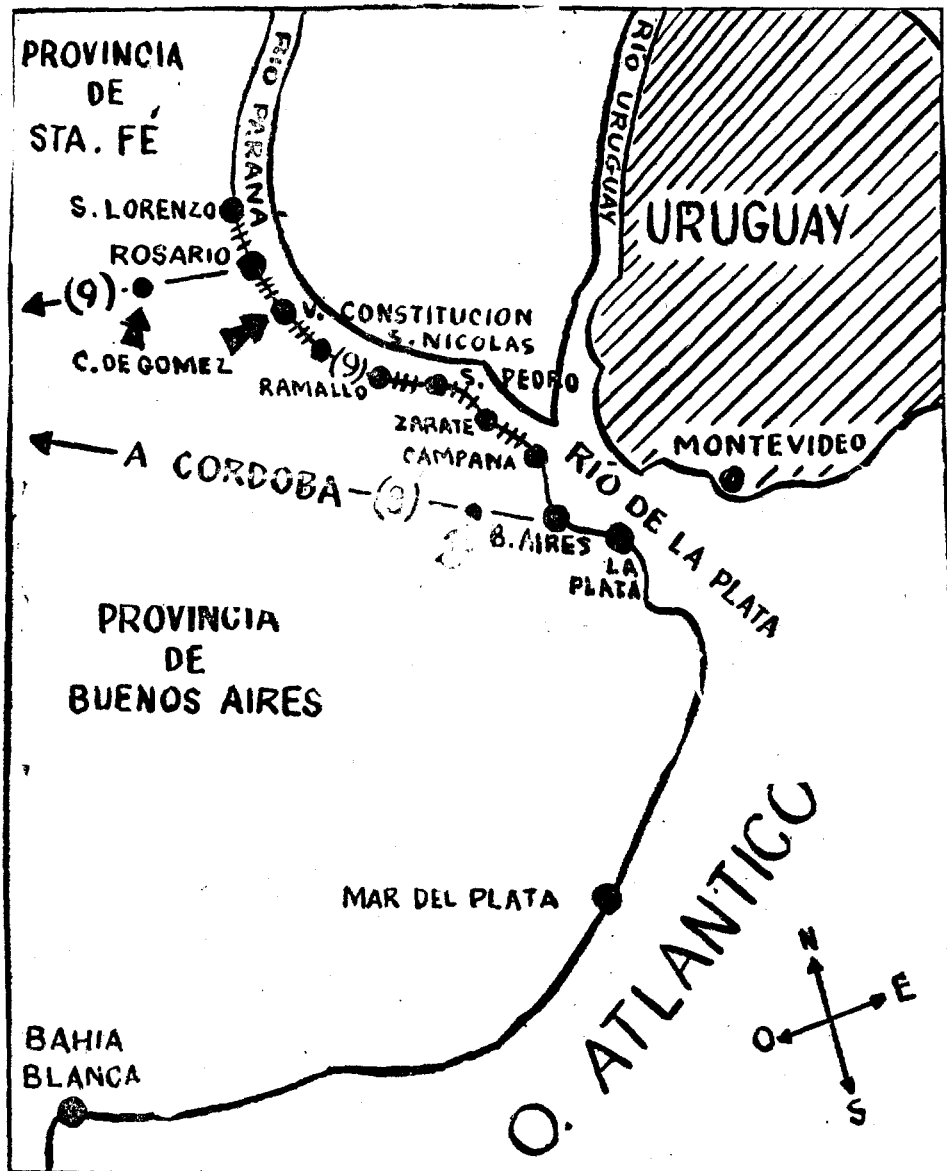 PROVINCIA
DE
STA. FÉ
RIO PARANÁ
RÍO URUGUAY
URUGUAY
S. LORENZO
ROSARIO
(9)
V. CONSTITUCION
S. NICOLAS
C. DE GOMEZ
(9)
RAMALLO
S. PEDRO
ZARATE
CAMPANA
MONTEVIDEO
RÍO DE LA PLATA
A CORDOBA
B. AIRES
LA
PLATA
PROVINCIA
DE
BUENOS AIRES
MAR DEL PLATA
O. ATLANTICO
N
E
O
S
BAHIA
BLANCA